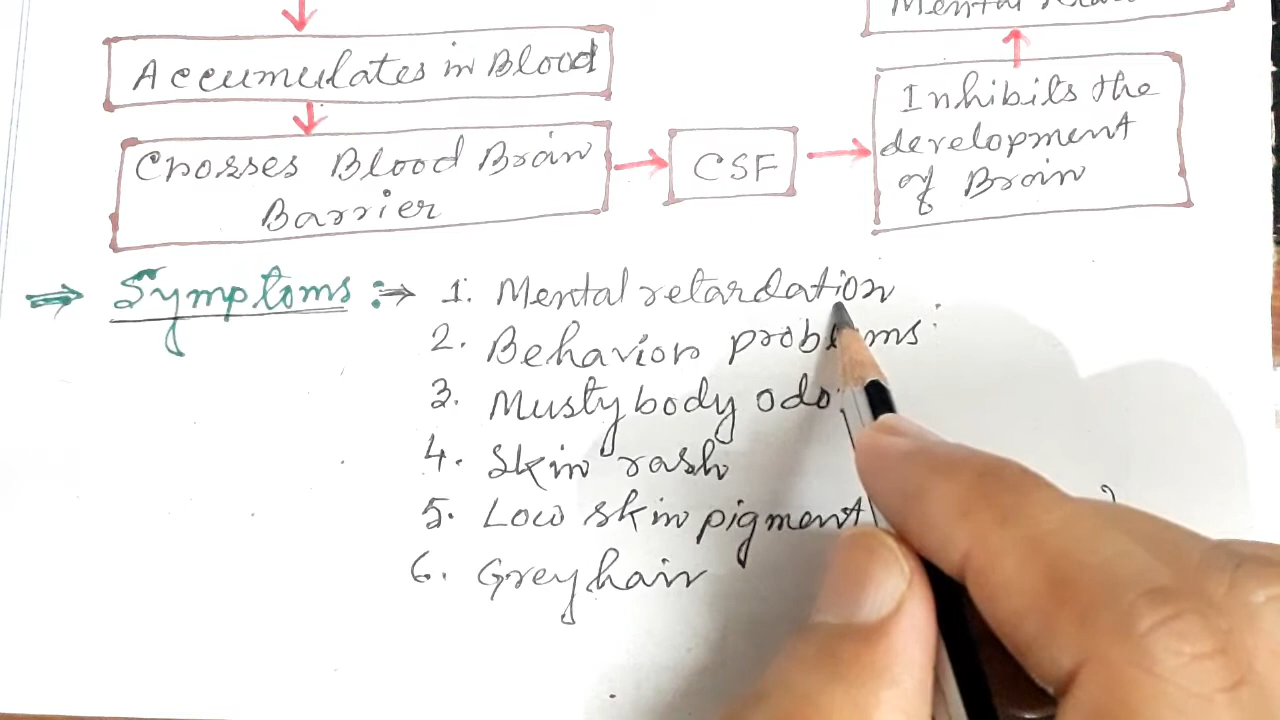 Mental
Accumulates in Blood
Crosses Blood Brain
Barrier
CSF
Inhibits the
development
of Brain
⇒ Symptoms :→ 1. Mental retardation
2. Behavior problems
3. Musty body odo
4. Skin rash
5. Low skin pigment
6. Grey hair